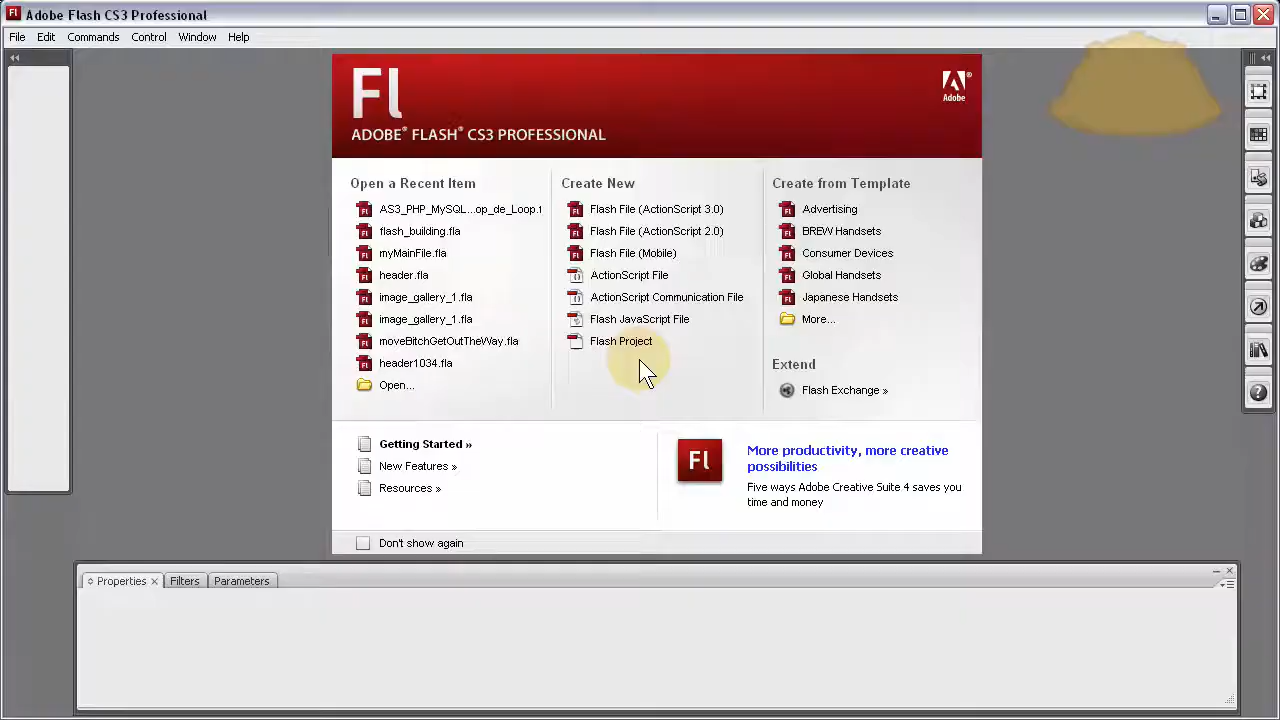 Adobe Flash CS3 Professional
File Edit Commands Control Window Help
Fl
Adobe
ADOBE® FLASH® CS3 PROFESSIONAL
Open a Recent Item
AS3_PHP_MySQL...op_de_Loop.f
flash_building.fla
myMainFile.fla
header.fla
image_gallery_1.fla
image_gallery_1.fla
moveBitchGetOutTheWay.fla
header1034.fla
Open...
Create New
Flash File (ActionScript 3.0)
Flash File (ActionScript 2.0)
Flash File (Mobile)
ActionScript File
ActionScript Communication File
Flash JavaScript File
Flash Project
Create from Template
Advertising
BREW Handsets
Consumer Devices
Global Handsets
Japanese Handsets
More...
Extend
Flash Exchange »
Getting Started »
New Features »
Resources »
Fl
More productivity, more creative
possibilities
Five ways Adobe Creative Suite 4 saves you
time and money
Don't show again
Properties Filters Parameters